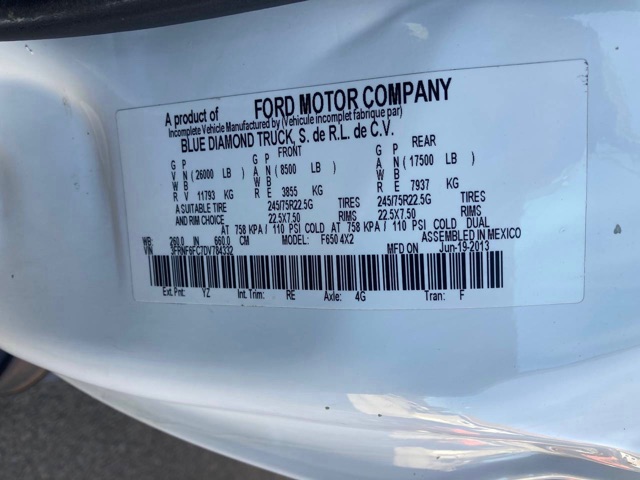 A product of FORD MOTOR COMPANY
Incomplete Vehicle Manufactured by (Vehicule incomplet fabrique par)
BLUE DIAMOND TRUCK, S. de R.L. de C.V.
FRONT REAR
G P G P G P
V N (26000 LB) A N (8500 LB) A N (17500 LB)
W B W B W B
R V 11793 KG R E 3855 KG R E 7937 KG
A SUITABLE TIRE 245/75R22.5G TIRES 245/75R22.5G TIRES
AND RIM CHOICE 22.5X7.50 RIMS 22.5X7.50 RIMS
AT 758 KPA / 110 PSI COLD AT 758 KPA / 110 PSI COLD DUAL
WB: 260.0 IN 660.0 CM MODEL: F650 4X2 ASSEMBLED IN MEXICO
VIN 3FRNF6FC7DV784332 MFD ON Jun-19-2013
Ext. Pnt: YZ Int. Trim: RE Axle: 4G Tran: F